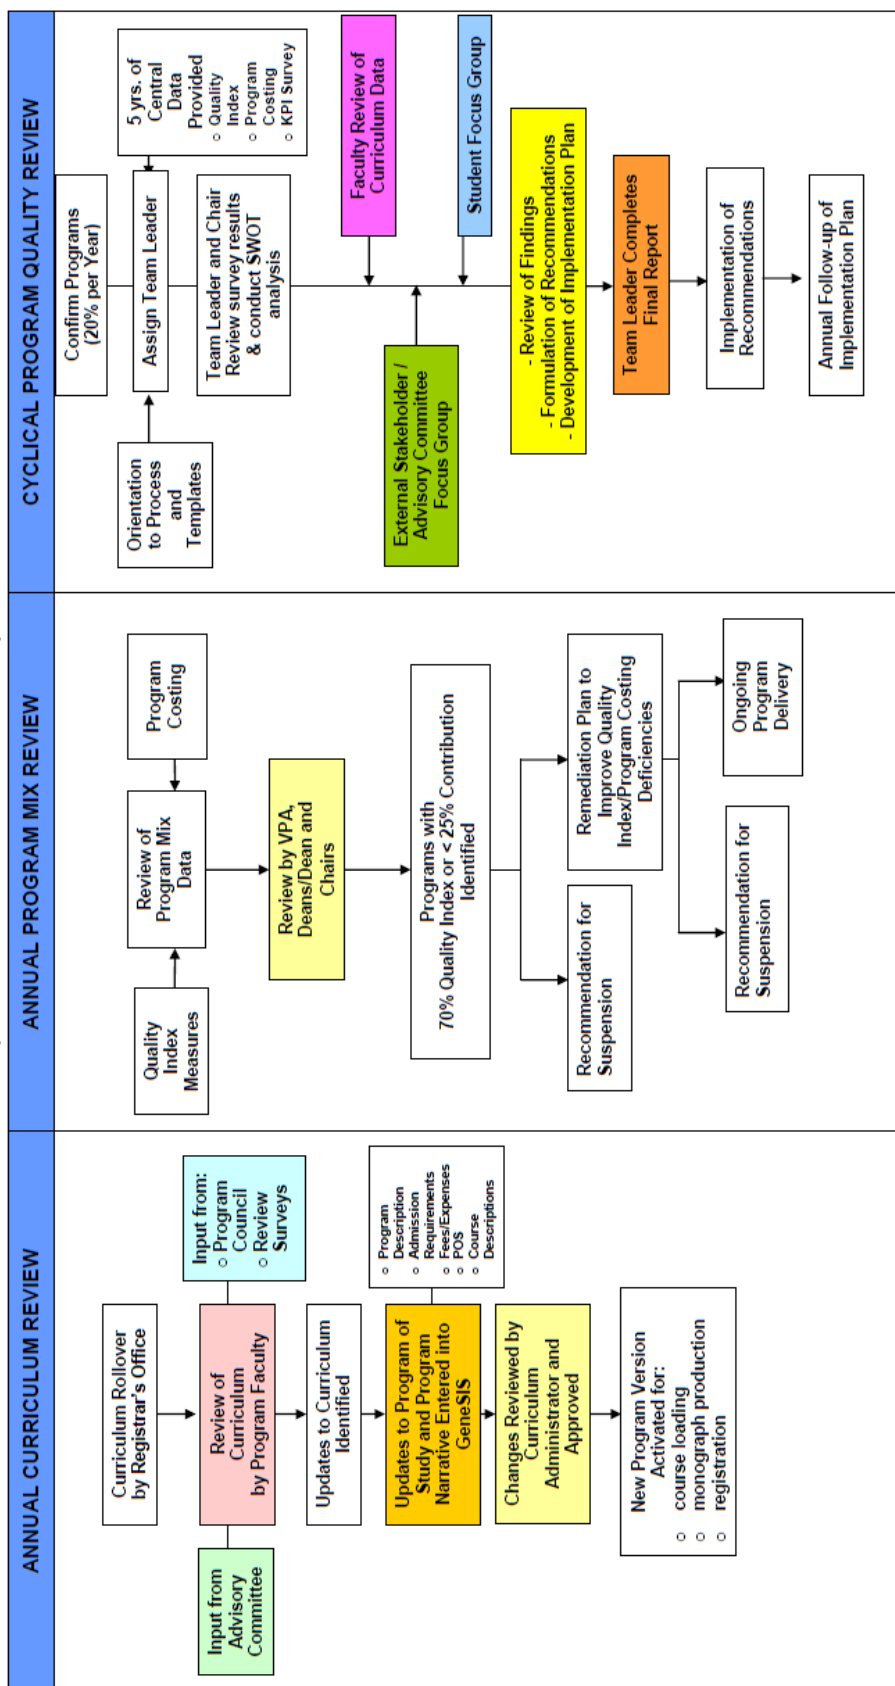 ANNUAL CURRICULUM REVIEW
Curriculum Rollover
by Registrar's Office
Input from
Advisory
Committee
Review of
Curriculum
by Program Faculty
Input from:
○ Program
Council
○ Review
Surveys
Updates to Curriculum
Identified
Updates to Program of
Study and Program
Narrative Entered into
GeneSIS
○ Program
Description
○ Admission
Requirements
○ Fees/Expenses
○ POS
○ Course
Descriptions
Changes Reviewed by
Curriculum
Administrator and
Approved
New Program Version
Activated for:
○ course loading
○ monograph production
○ registration
ANNUAL PROGRAM MIX REVIEW
Quality
Index
Measures
Review of
Program Mix
Data
Program
Costing
Review by VPA,
Deans/Dean and
Chairs
Programs with
70% Quality Index or < 25% Contribution
Identified
Recommendation for
Suspension
Remediation Plan to
Improve Quality
Index/Program Costing
Deficiencies
Recommendation for
Suspension
Ongoing
Program
Delivery
CYCLICAL PROGRAM QUALITY REVIEW
Confirm Programs
(20% per Year)
Orientation
to Process
and
Templates
Assign Team Leader
5 yrs. of
Central
Data
Provided
○ Quality
Index
○ Program
Costing
○ KPI Survey
Team Leader and Chair
Review survey results
& conduct SWOT
analysis
Faculty Review of
Curriculum Data
External Stakeholder /
Advisory Committee
Focus Group
Student Focus Group
- Review of Findings
- Formulation of Recommendations
- Development of Implementation Plan
Team Leader Completes
Final Report
Implementation of
Recommendations
Annual Follow-up of
Implementation Plan